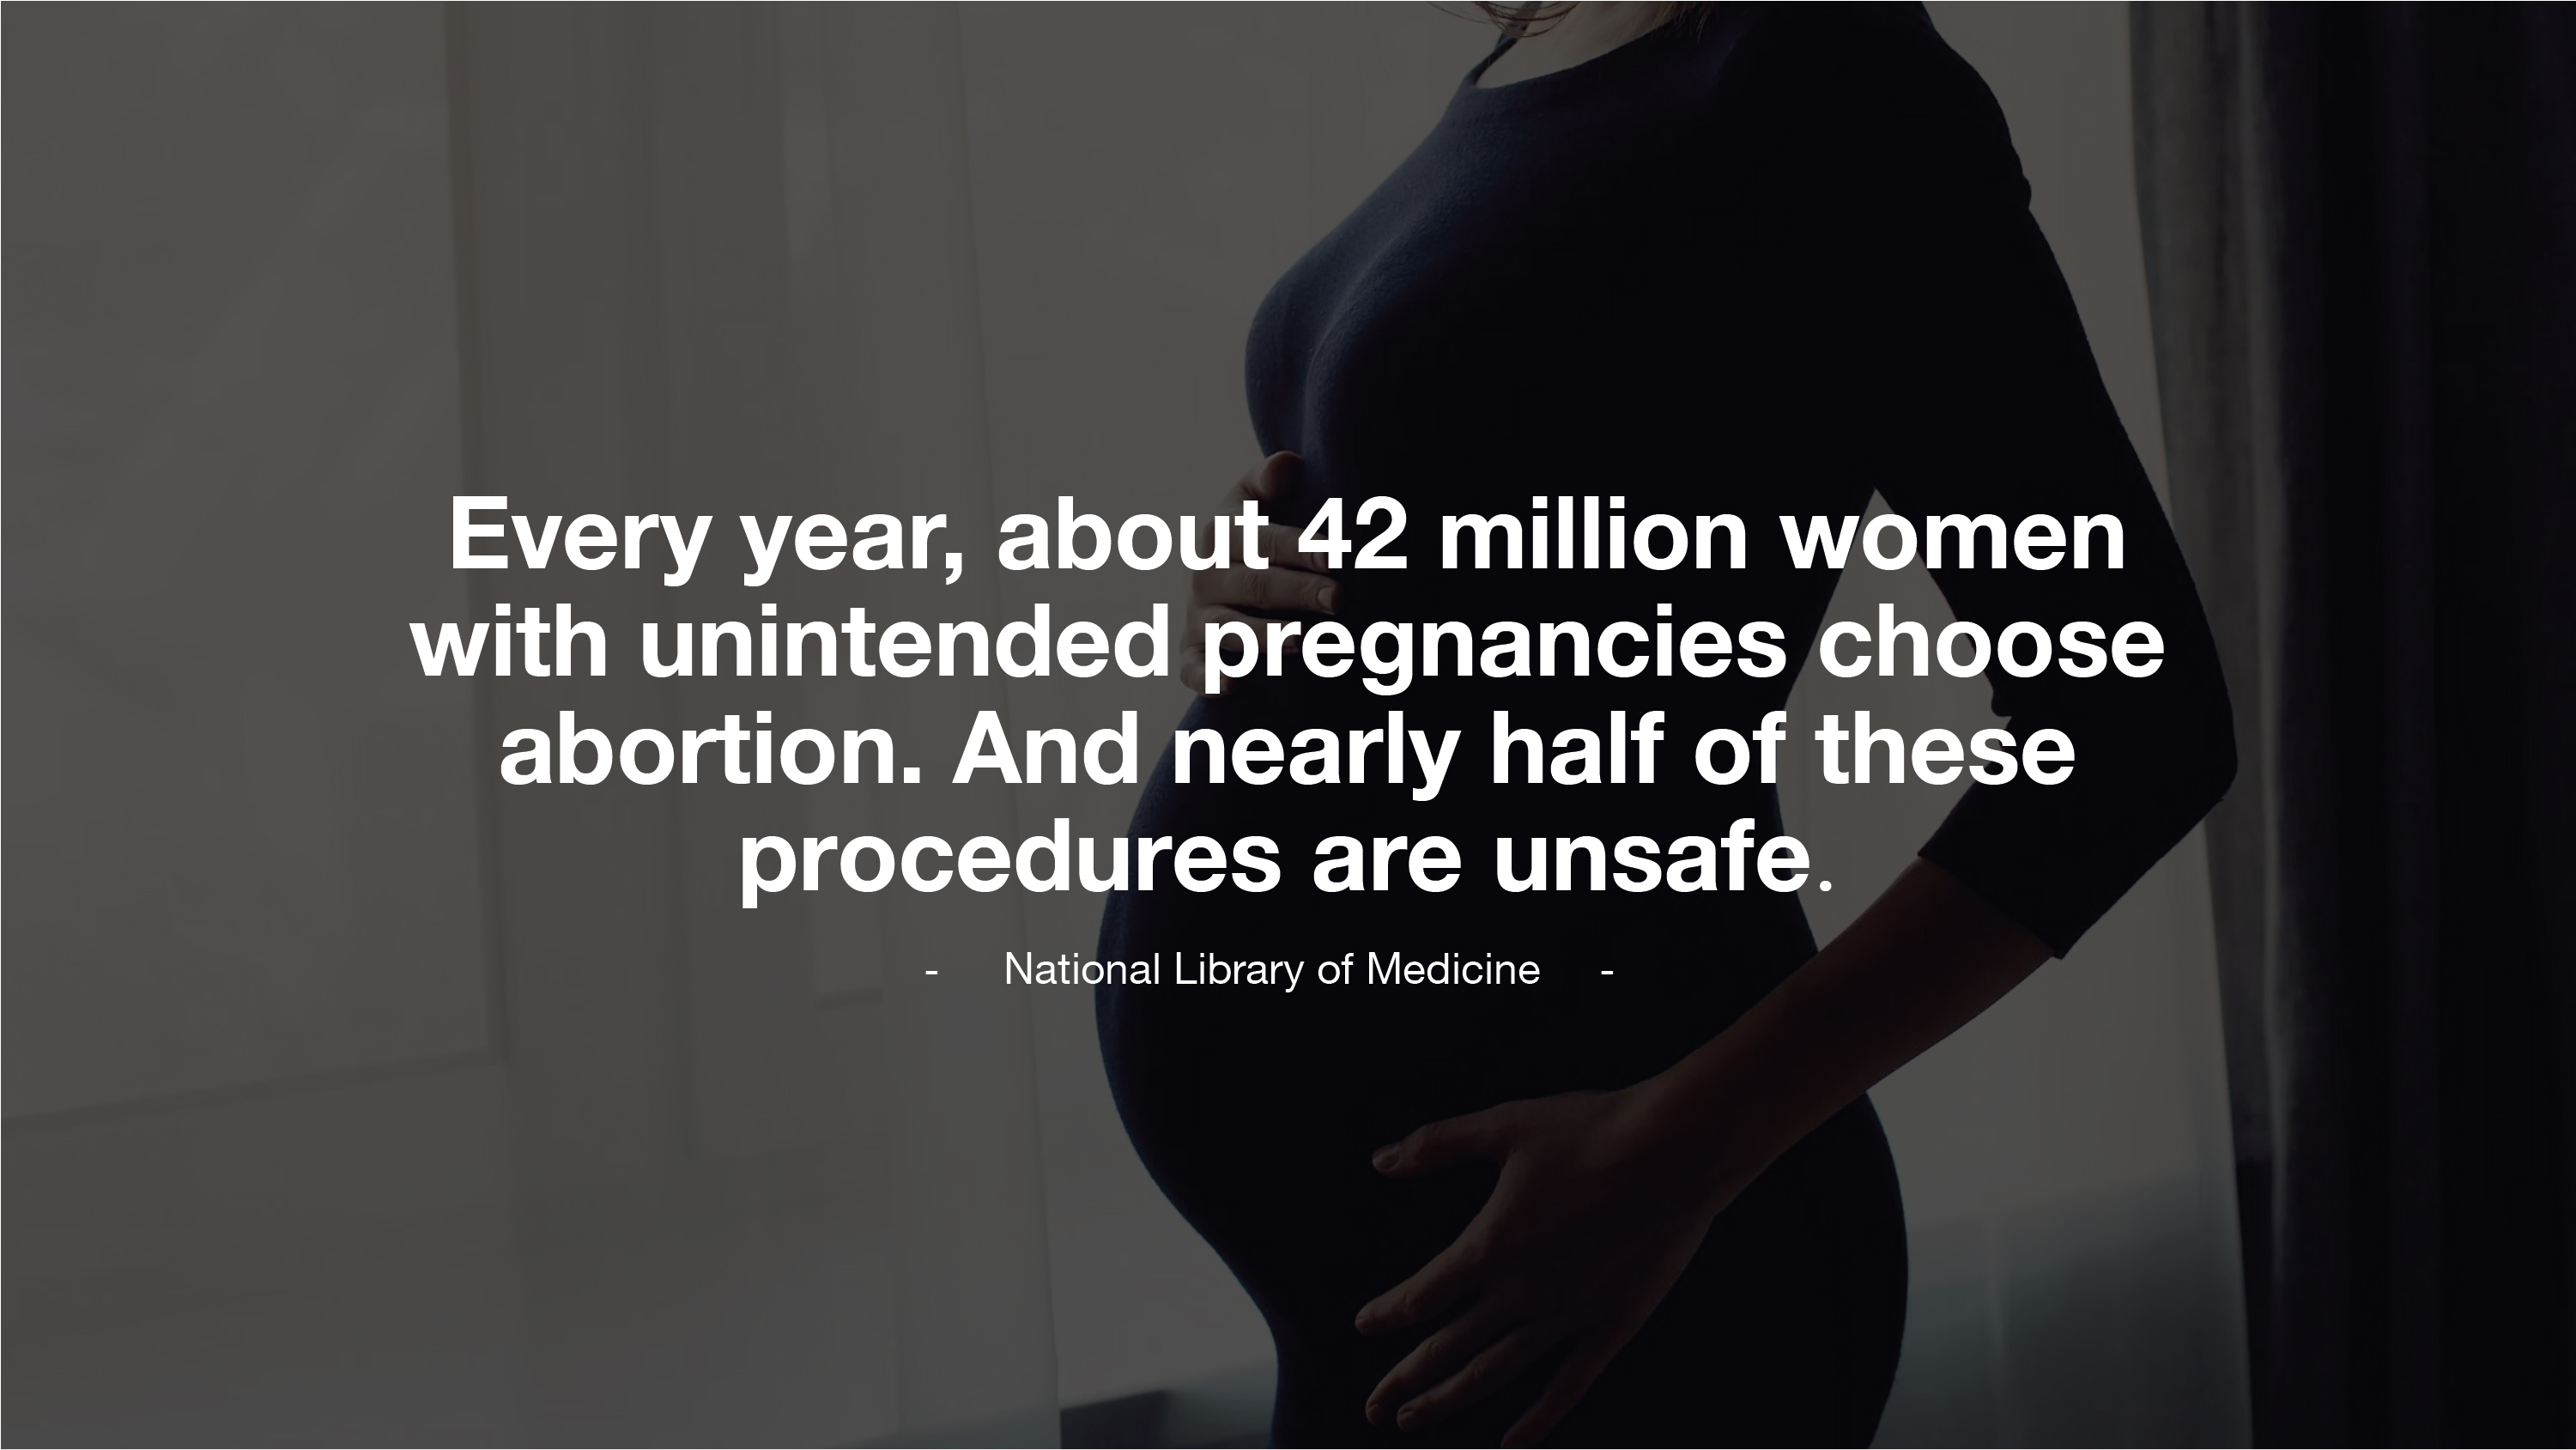 Every year, about 42 million women
with unintended pregnancies choose
abortion. And nearly half of these
procedures are unsafe.
- National Library of Medicine -